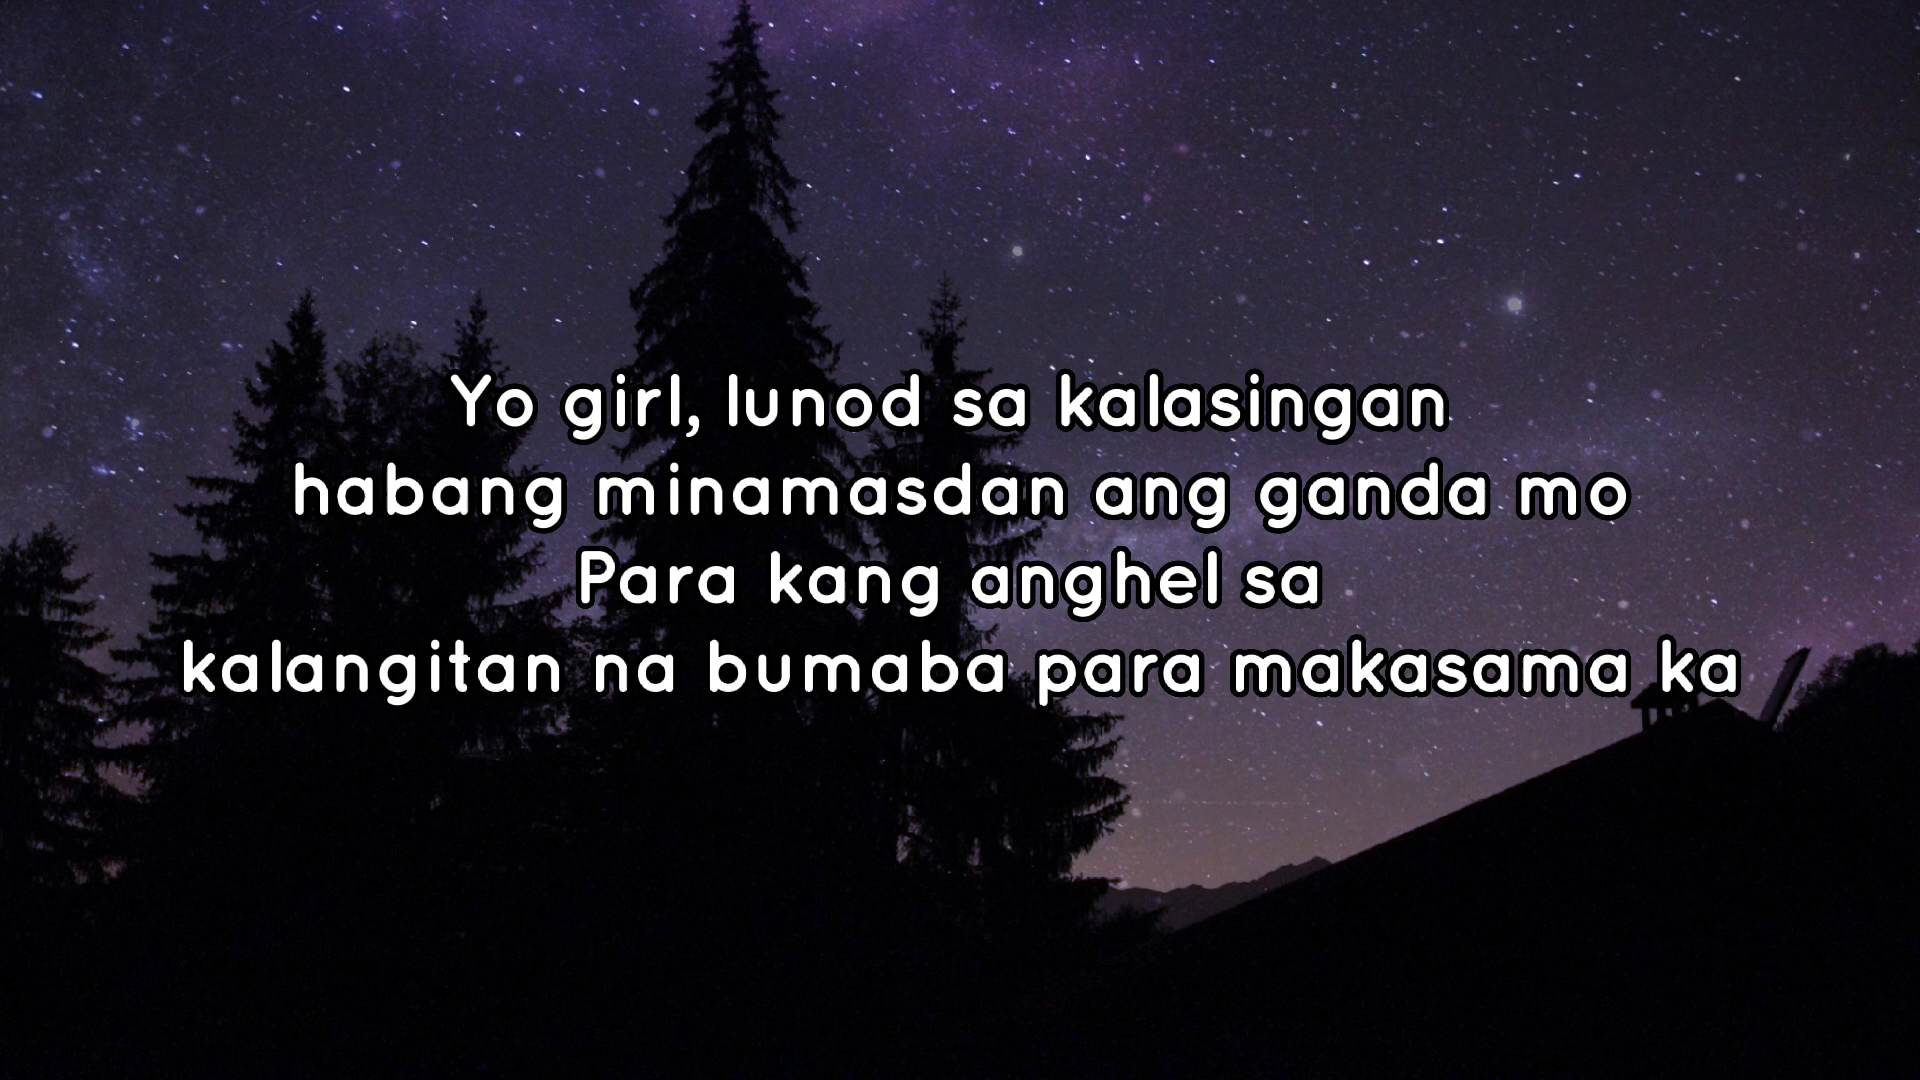 Yo girl, lunod sa kalasingan
habang minamasdan ang ganda mo
Para kang anghel sa
kalangitan na bumaba para makasama ka